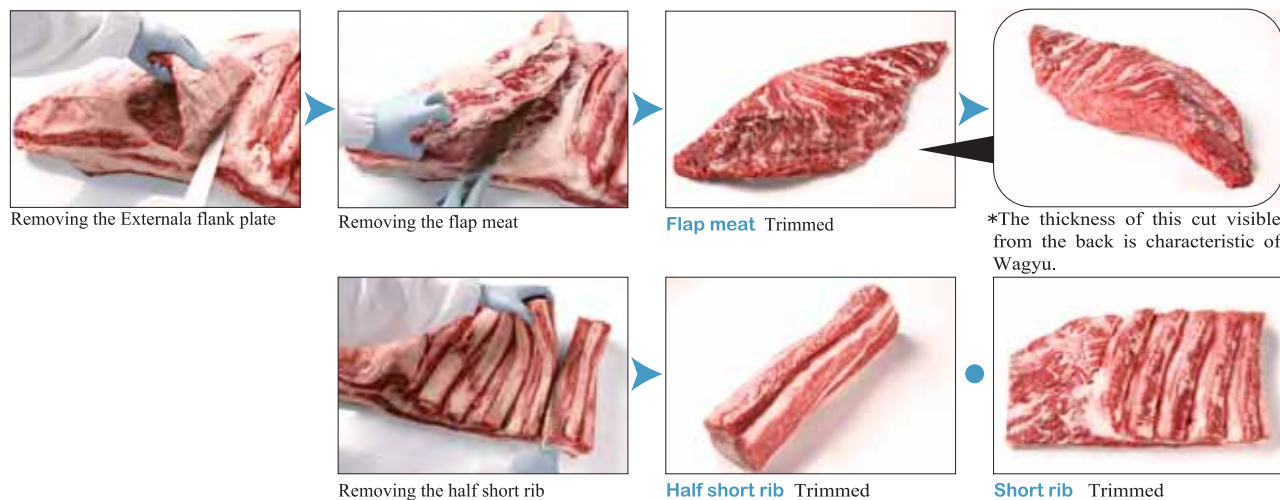 Removing the Externala flank plate
Removing the flap meat
Flap meat Trimmed
*The thickness of this cut visible
from the back is characteristic of
Wagyu.
Removing the half short rib
Half short rib Trimmed
Short rib Trimmed